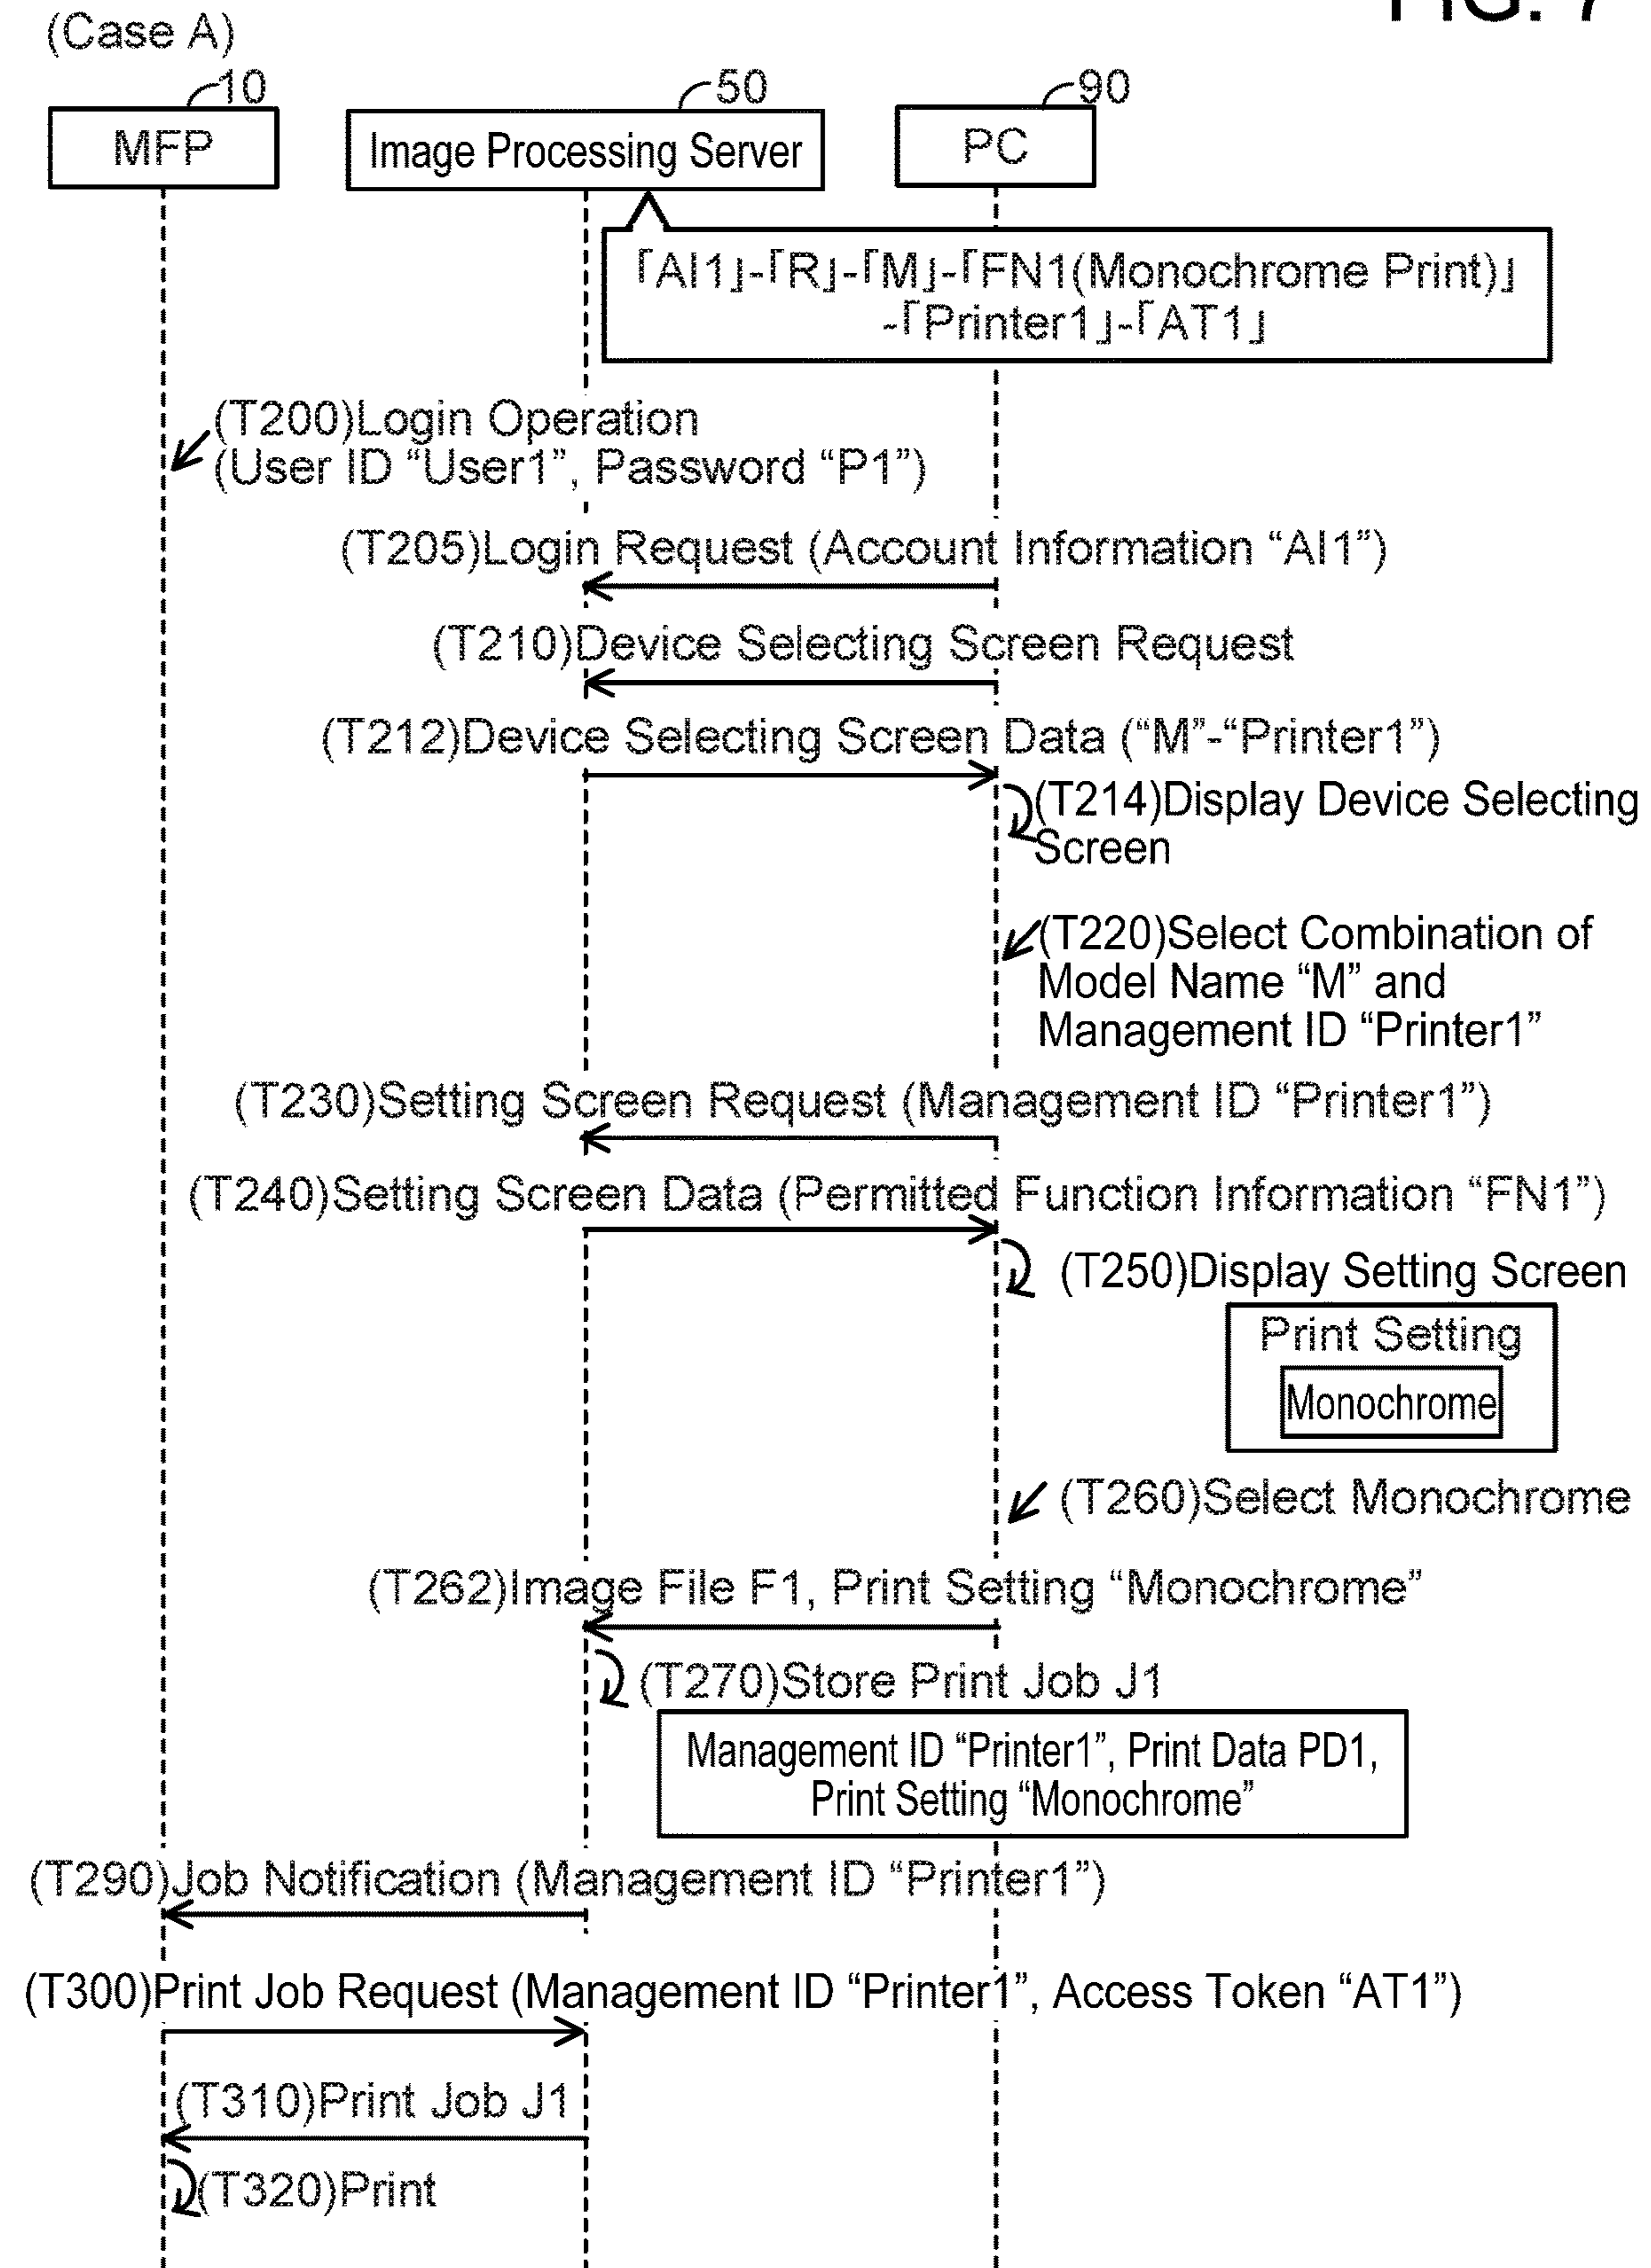 FIG. 7
(Case A)
10
50
90
MFP
Image Processing Server
PC
「AI1」-「R」-「M」-「FN1(Monochrome Print)」
-「Printer1」-「AT1」
(T200)Login Operation
(User ID “User1”, Password “P1”)
(T205)Login Request (Account Information “AI1”)
(T210)Device Selecting Screen Request
(T212)Device Selecting Screen Data (“M”-“Printer1”)
(T214)Display Device Selecting
Screen
(T220)Select Combination of
Model Name “M” and
Management ID “Printer1”
(T230)Setting Screen Request (Management ID “Printer1”)
(T240)Setting Screen Data (Permitted Function Information “FN1”)
(T250)Display Setting Screen
Print Setting
Monochrome
(T260)Select Monochrome
(T262)Image File F1, Print Setting “Monochrome”
(T270)Store Print Job J1
Management ID “Printer1”, Print Data PD1,
Print Setting “Monochrome”
(T290)Job Notification (Management ID “Printer1”)
(T300)Print Job Request (Management ID “Printer1”, Access Token “AT1”)
(T310)Print Job J1
(T320)Print